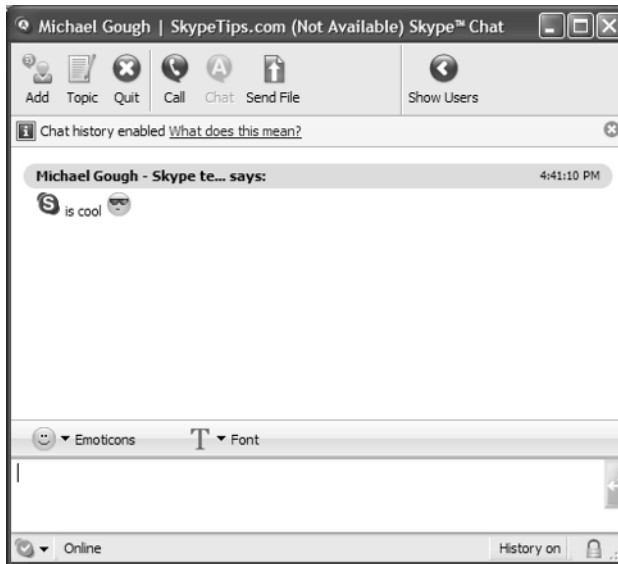 Michael Gough | SkypeTips.com (Not Available) Skype™ Chat
Add Topic Quit Call Chat Send File Show Users
Chat history enabled What does this mean?
Michael Gough - Skype te... says: 4:41:10 PM
S is cool
Emoticons T Font
Online History on